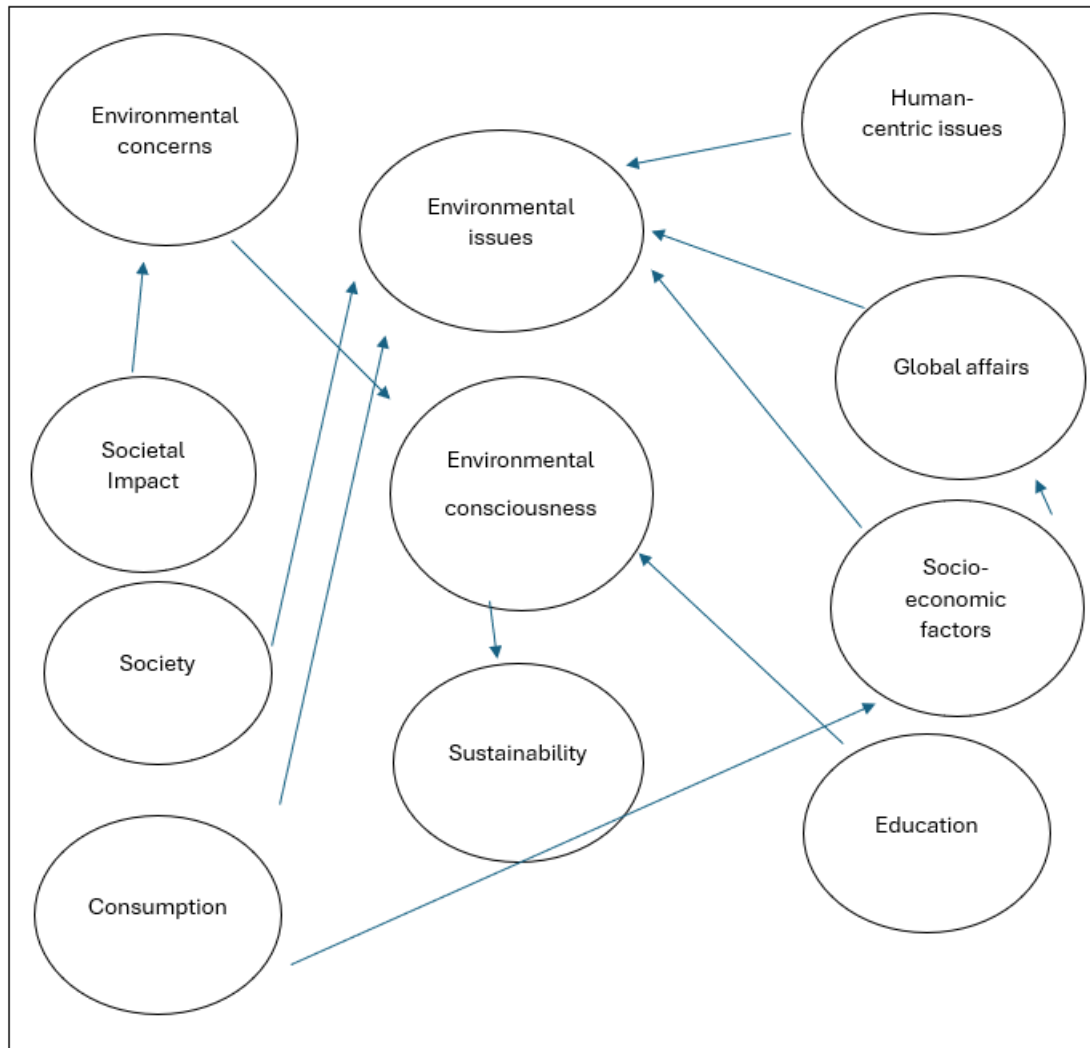 Environmental
concerns
Human-
centric issues
Environmental
issues
Global affairs
Societal
Impact
Environmental
consciousness
Socio-
economic
factors
Society
Sustainability
Education
Consumption